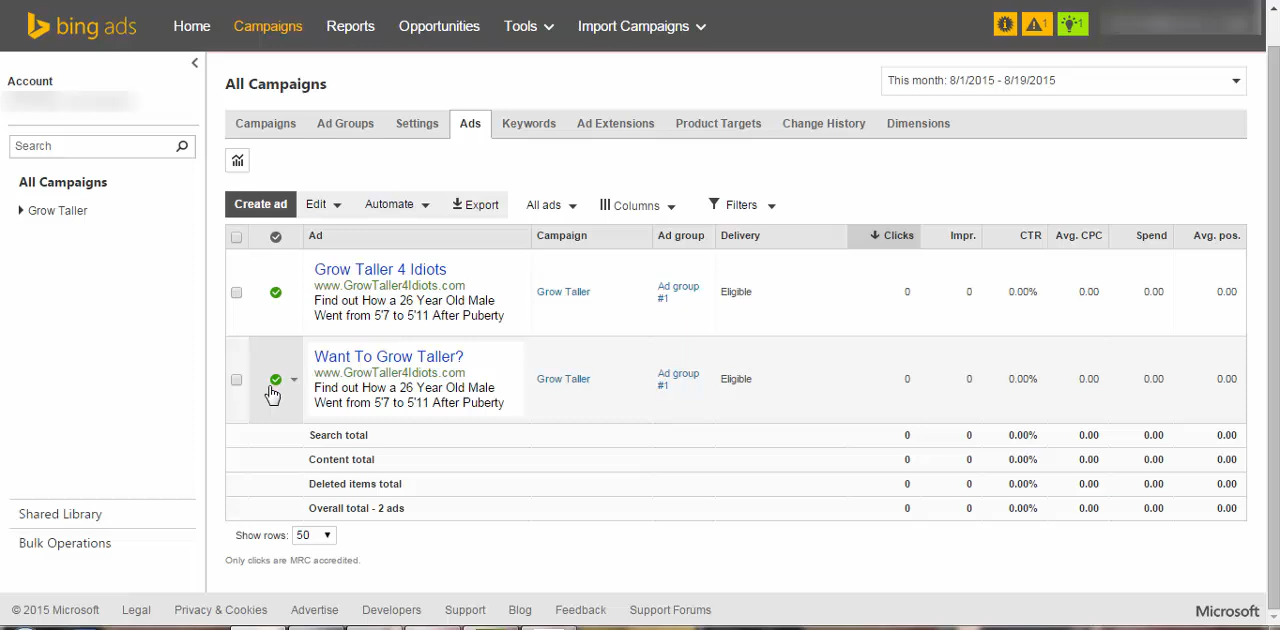 bing ads Home Campaigns Reports Opportunities Tools Import Campaigns 1 1
Account
Search
All Campaigns
Grow Taller
Shared Library
Bulk Operations
All Campaigns
This month: 8/1/2015 - 8/19/2015
Campaigns Ad Groups Settings Ads Keywords Ad Extensions Product Targets Change History Dimensions
Create ad Edit Automate Export All ads Columns Filters
Ad Campaign Ad group Delivery Clicks Impr. CTR Avg. CPC Spend Avg. pos.
Grow Taller 4 Idiots
www.GrowTaller4Idiots.com
Find out How a 26 Year Old Male
Went from 5'7 to 5'11 After Puberty
Grow Taller
Ad group
#1
Eligible 0 0 0.00% 0.00 0.00 0.00
Want To Grow Taller?
www.GrowTaller4Idiots.com
Find out How a 26 Year Old Male
Went from 5'7 to 5'11 After Puberty
Grow Taller
Ad group
#1
Eligible 0 0 0.00% 0.00 0.00 0.00
Search total 0 0 0.00% 0.00 0.00 0.00
Content total 0 0 0.00% 0.00 0.00 0.00
Deleted items total 0 0 0.00% 0.00 0.00 0.00
Overall total - 2 ads 0 0 0.00% 0.00 0.00 0.00
Show rows: 50
Only clicks are MRC accredited.
© 2015 Microsoft Legal Privacy & Cookies Advertise Developers Support Blog Feedback Support Forums Microsoft